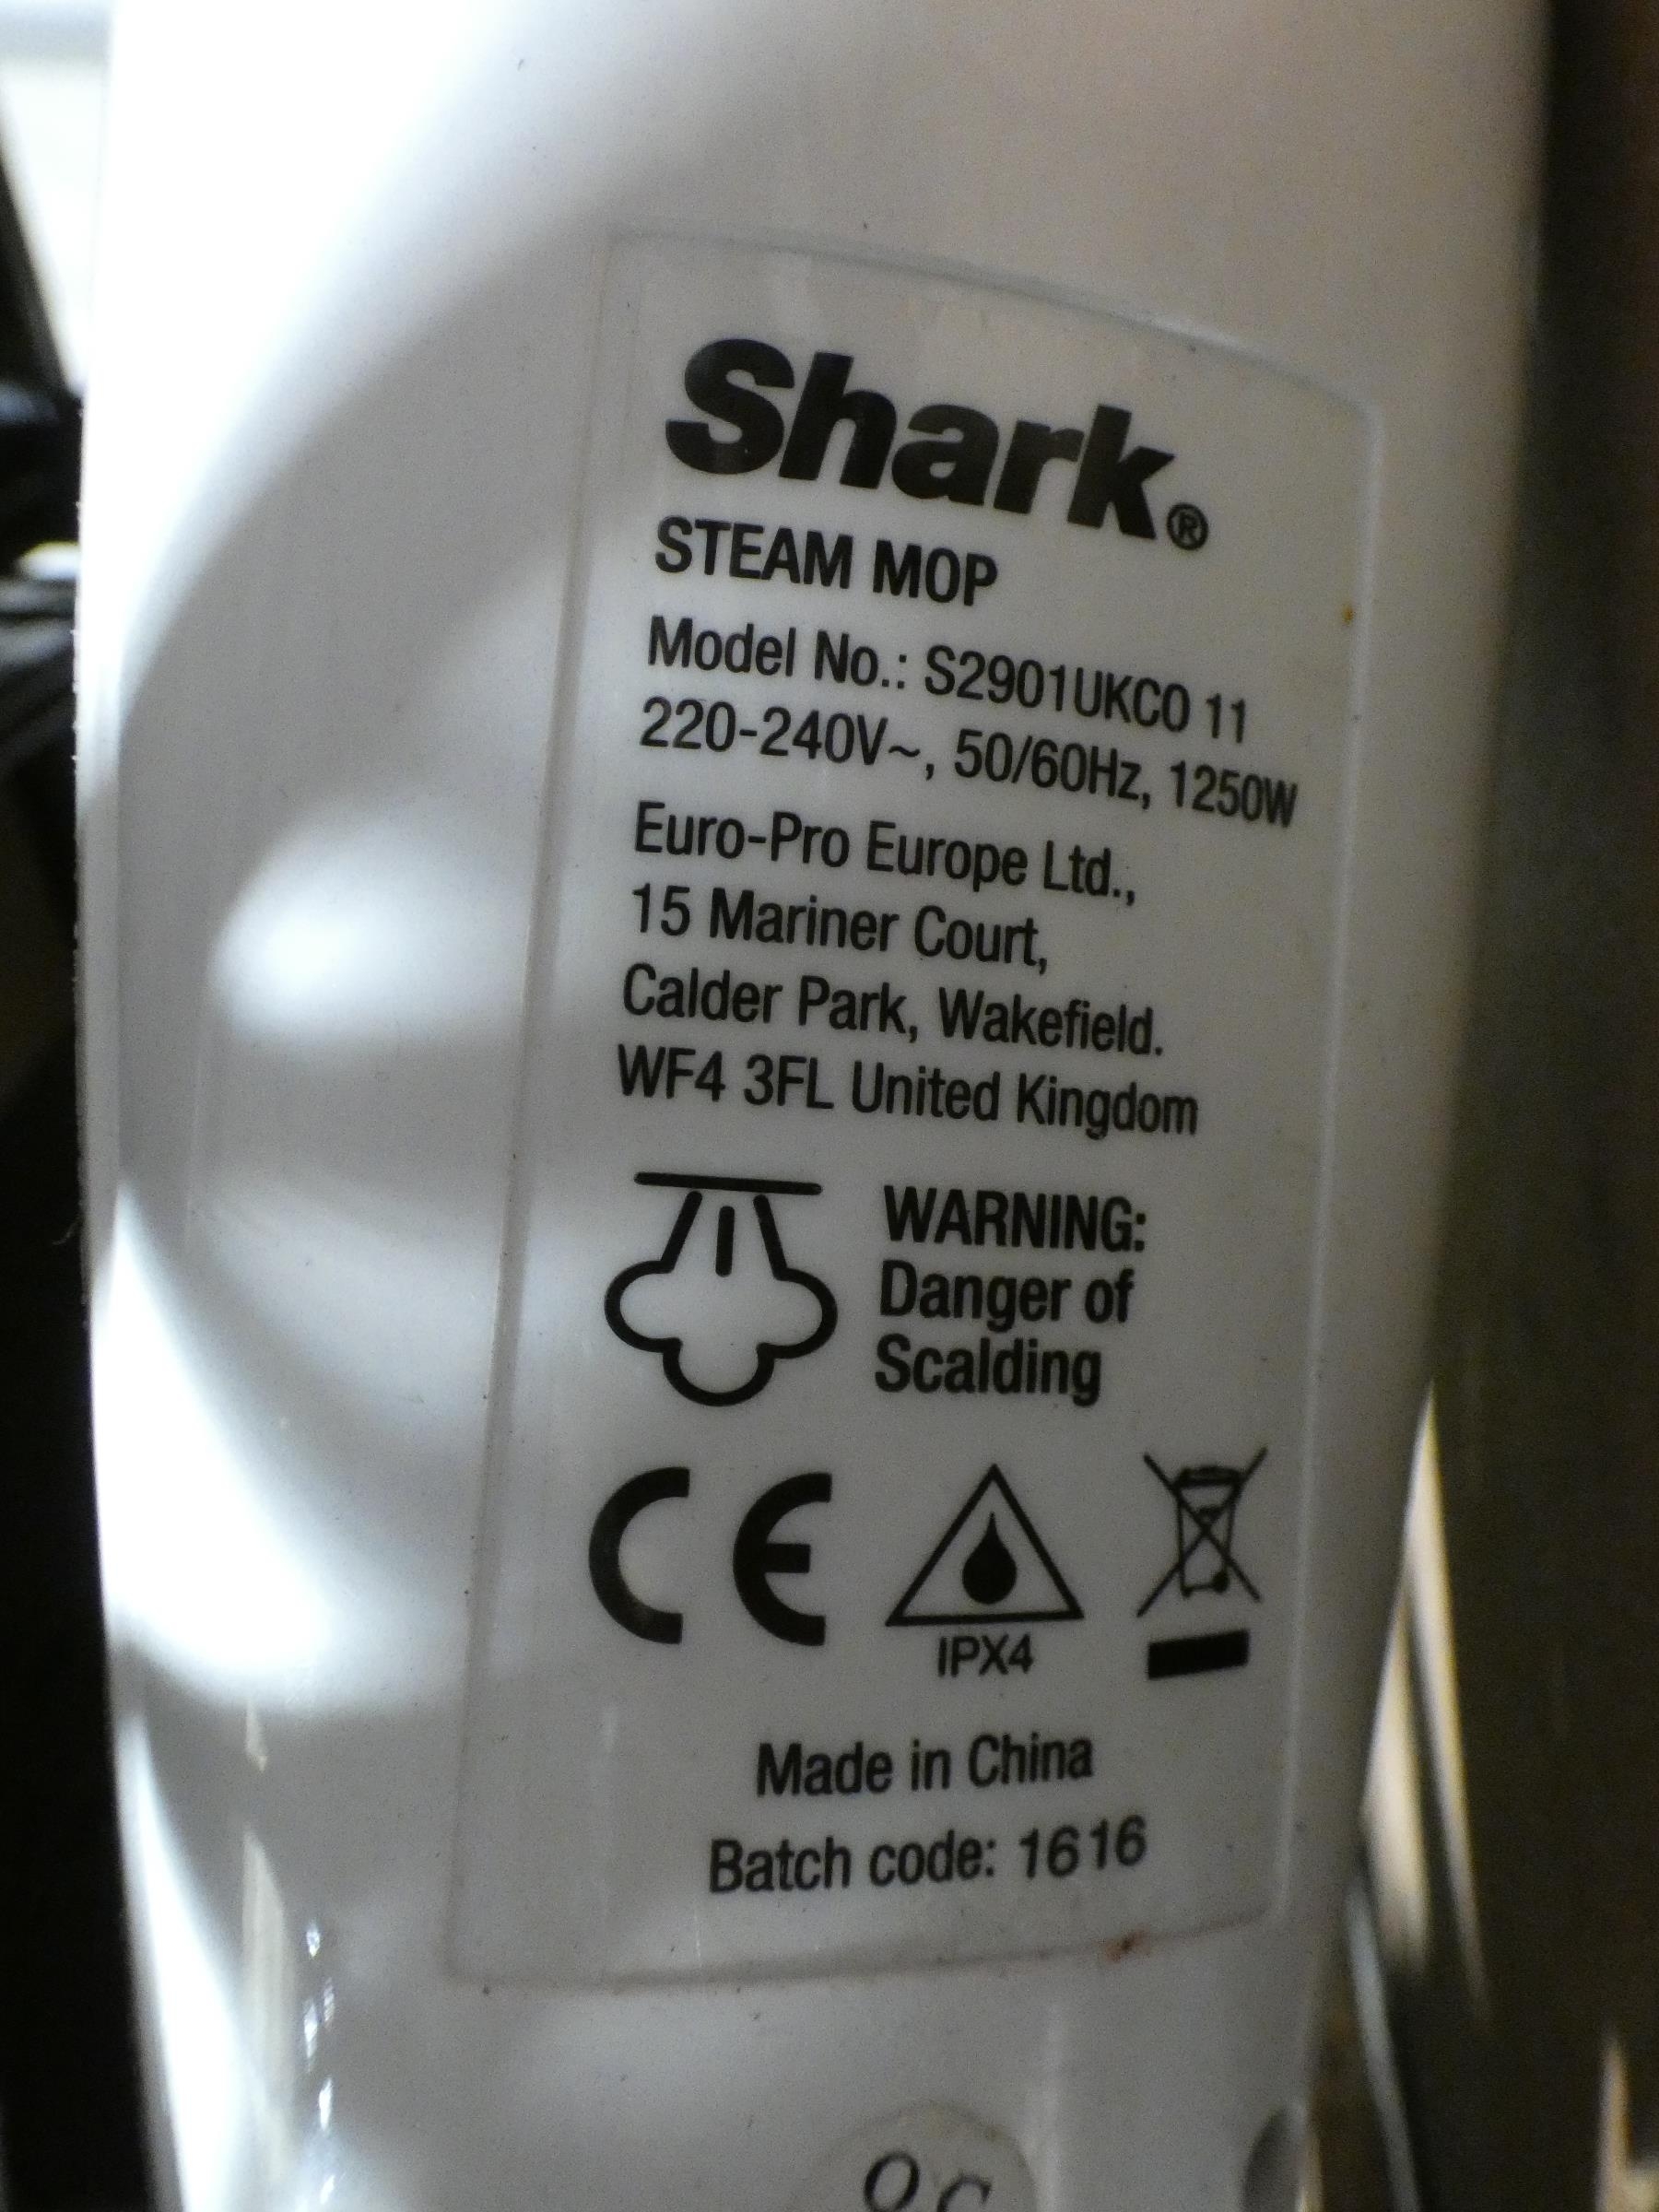 Shark®
STEAM MOP
Model No.: S2901UKCO 11
220-240V~, 50/60Hz, 1250W
Euro-Pro Europe Ltd.,
15 Mariner Court,
Calder Park, Wakefield.
WF4 3FL United Kingdom
WARNING:
Danger of
Scalding
CE
IPX4
Made in China
Batch code: 1616